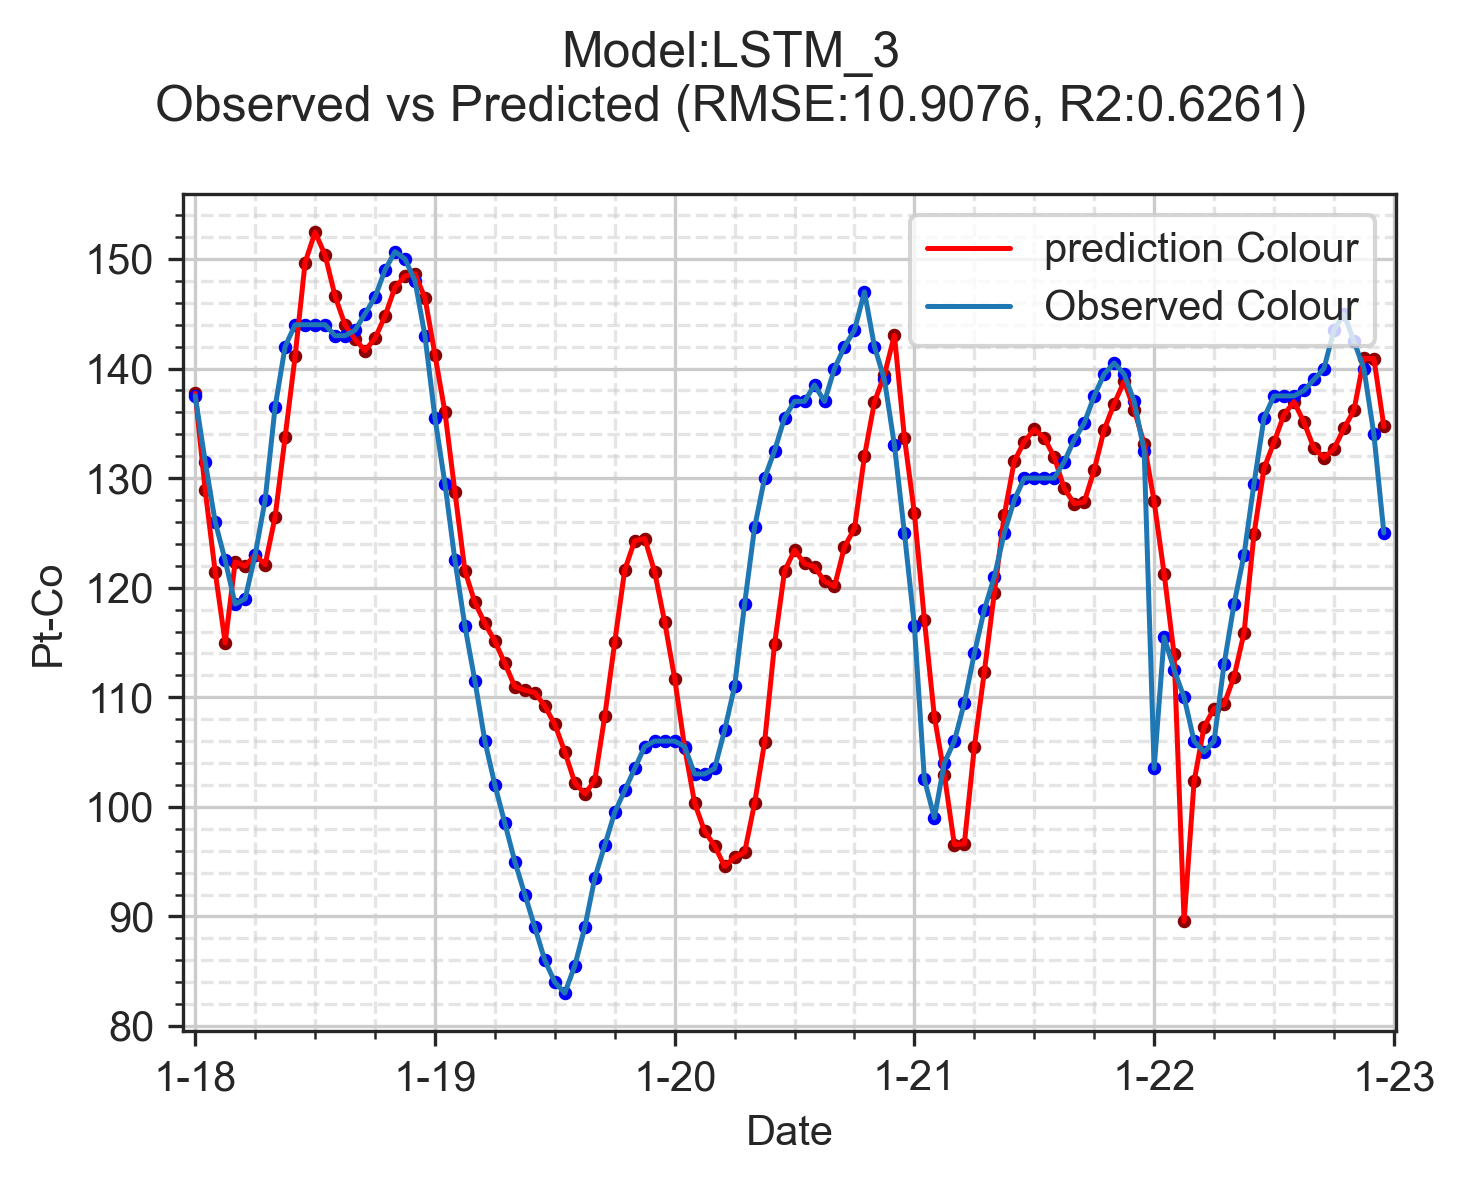 Model:LSTM_3
Observed vs Predicted (RMSE:10.9076, R2:0.6261)
prediction Colour
Observed Colour
Pt-Co
150
140
130
120
110
100
90
80
1-18 1-19 1-20 1-21 1-22 1-23
Date